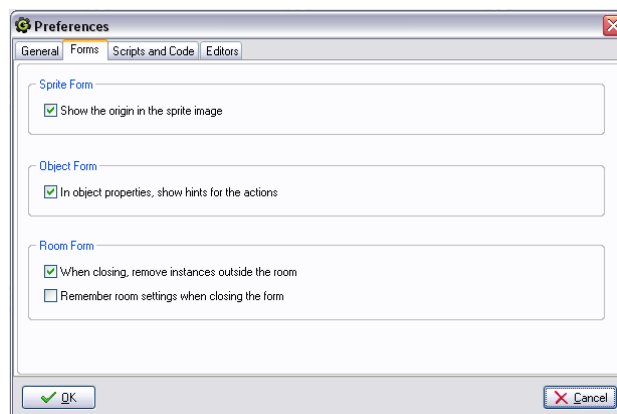 Preferences
General Forms Scripts and Code Editors
Sprite Form
Show the origin in the sprite image
Object Form
In object properties, show hints for the actions
Room Form
When closing, remove instances outside the room
Remember room settings when closing the form
OK Cancel